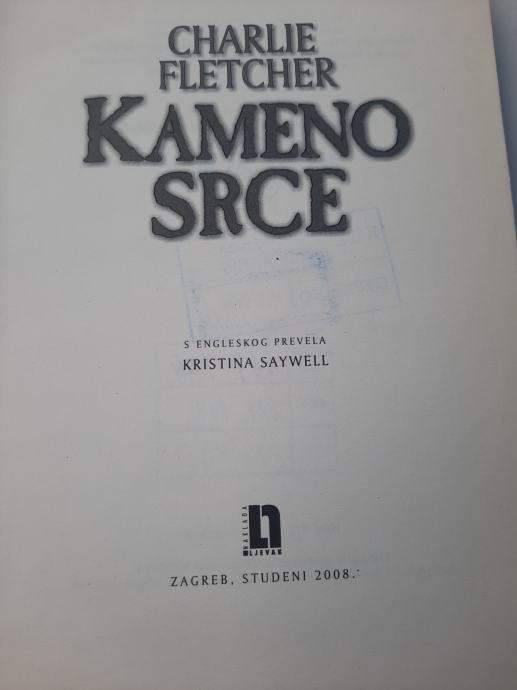 CHARLIE
FLETCHER
KAMENO
SRCE
S ENGLESKOG PREVELA
KRISTINA SAYWELL
NAKLADA
LJEVAK
ZAGREB, STUDENI 2008.